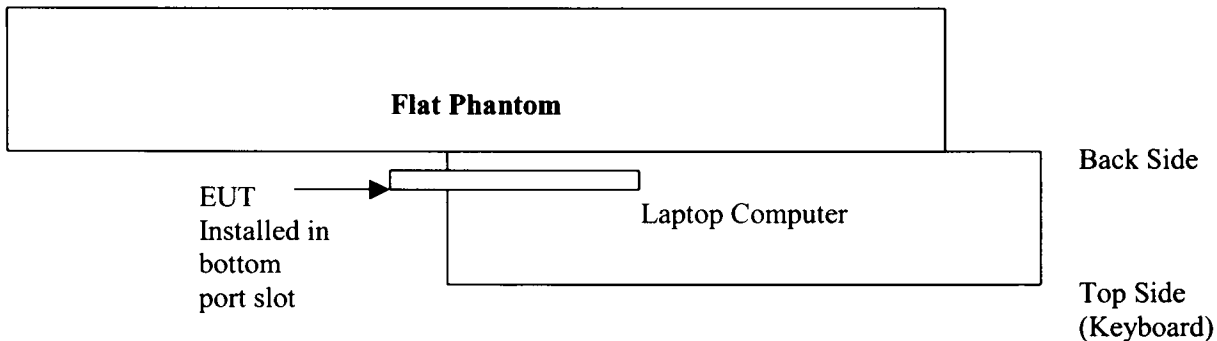 Flat Phantom
Back Side
EUT
Installed in
bottom
port slot
Laptop Computer
Top Side
(Keyboard)